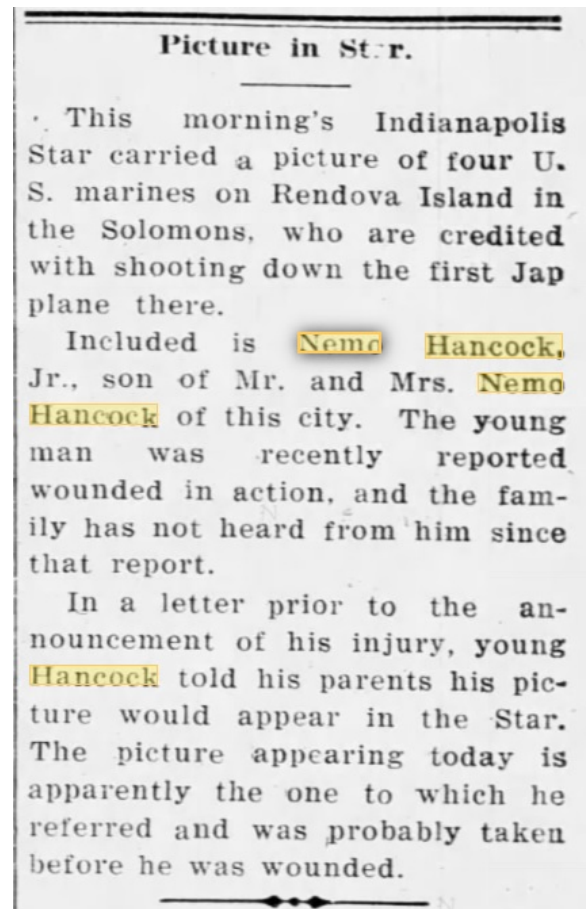 Picture in St r.
This morning's Indianapolis
Star carried a picture of four U.
S. marines on Rendova Island in
the Solomons, who are credited
with shooting down the first Jap
plane there.
Included is Nemo Hancock,
Jr., son of Mr. and Mrs. Nemo
Hancock of this city. The young
man was recently reported
wounded in action, and the fam-
ily has not heard from him since
that report.
In a letter prior to the an-
nouncement of his injury, young
Hancock told his parents his pic-
ture would appear in the Star.
The picture appearing today is
apparently the one to which he
referred and was probably taken
before he was wounded.